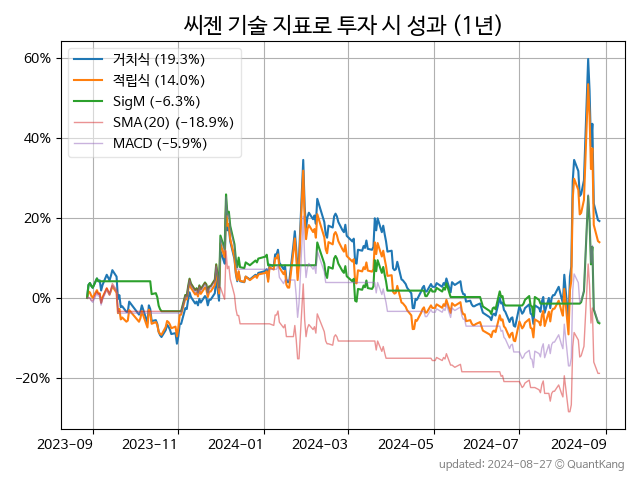 씨젠 기술 지표로 투자 시 성과 (1년)
거치식 (19.3%)
적립식 (14.0%)
SigM (−6.3%)
SMA(20) (−18.9%)
MACD (−5.9%)
60%
40%
20%
0%
−20%
2023-09 2023-11 2024-01 2024-03 2024-05 2024-07 2024-09
updated: 2024-08-27 © QuantKang